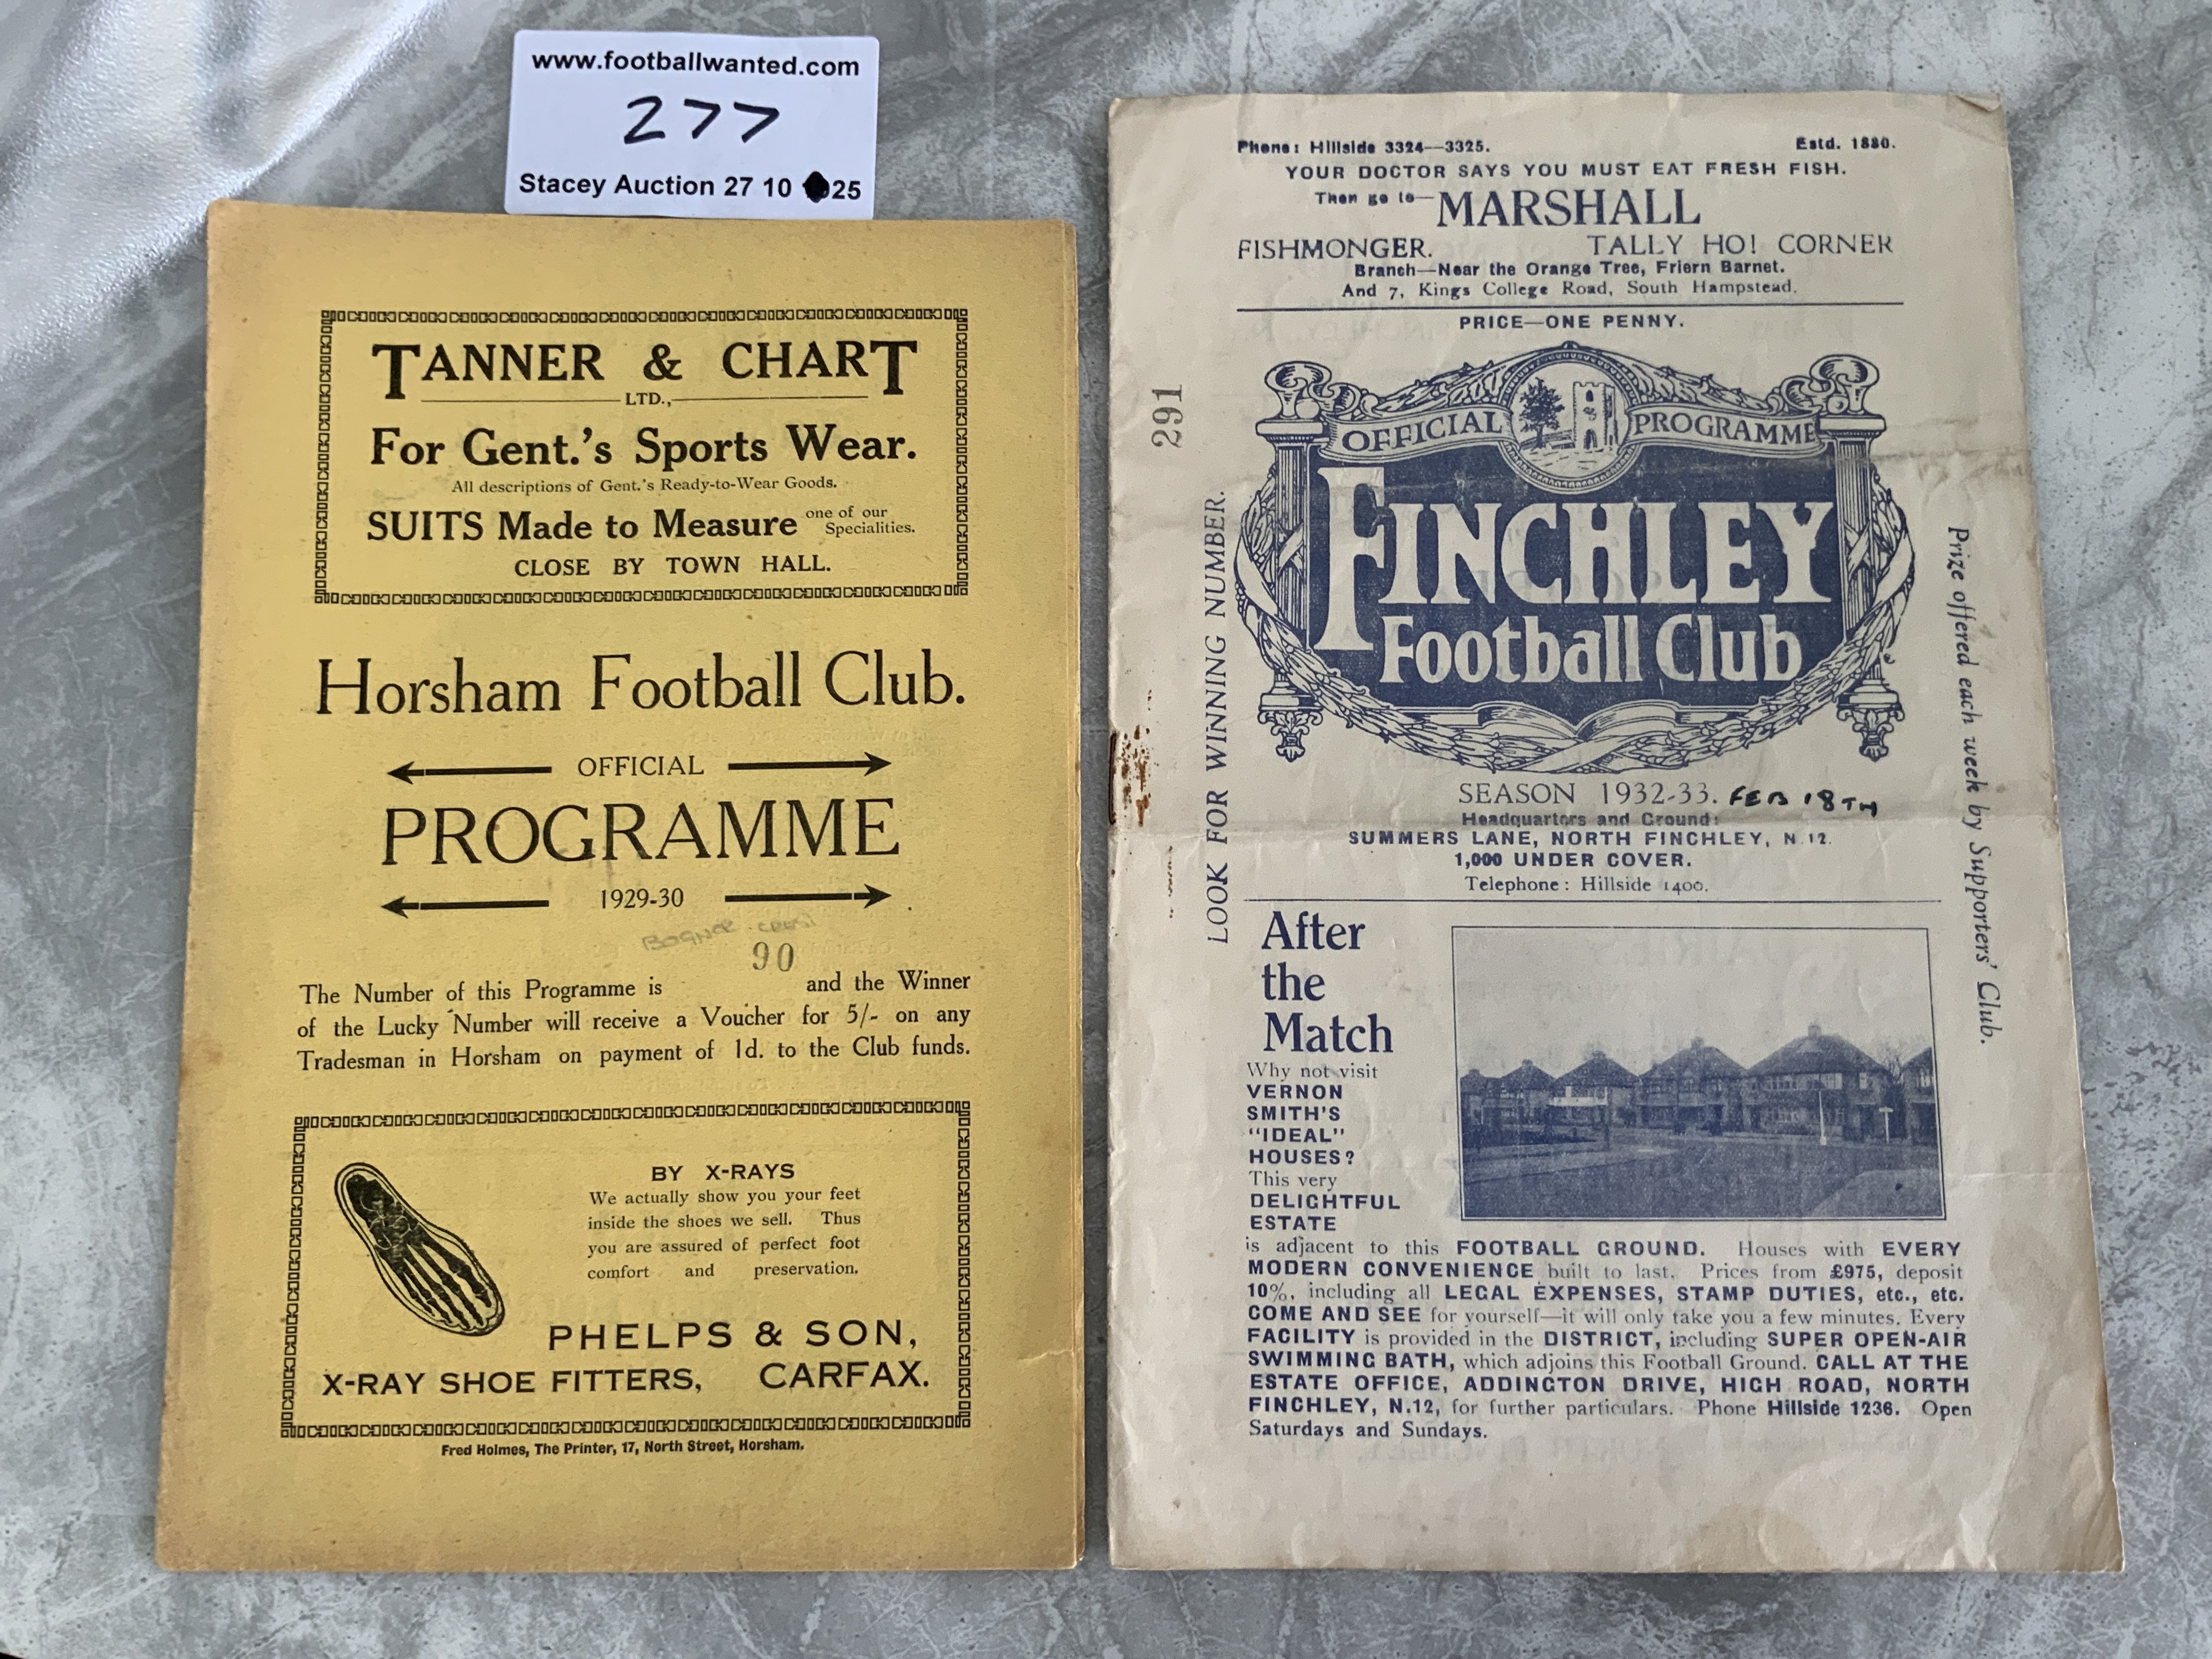 www.footballwanted.com
277
Stacey Auction 27 10 25
TANNER & CHART
LTD.,
For Gent.'s Sports Wear.
All descriptions of Gent.'s Ready-to-Wear Goods.
SUITS Made to Measure one of our Specialities.
CLOSE BY TOWN HALL.
Horsham Football Club.
OFFICIAL
PROGRAMME
1929-30
BOGNOR
90
The Number of this Programme is and the Winner
of the Lucky Number will receive a Voucher for 5/- on any
Tradesman in Horsham on payment of 1d. to the Club funds.
BY X-RAYS
We actually show you your feet
inside the shoes we sell. Thus
you are assured of perfect foot
comfort and preservation.
PHELPS & SON,
X-RAY SHOE FITTERS, CARFAX.
Fred Holmes, The Printer, 17, North Street, Horsham.
Phone: Hillside 3324—3325. Estd. 1880.
YOUR DOCTOR SAYS YOU MUST EAT FRESH FISH.
Then go to— MARSHALL
FISHMONGER. TALLY HO! CORNER
Branch—Near the Orange Tree, Friern Barnet.
And 7, Kings College Road, South Hampstead.
PRICE—ONE PENNY.
291
LOOK FOR WINNING NUMBER.
OFFICIAL PROGRAMME
FINCHLEY
Football Club
Prize offered each week by Supporters' Club.
SEASON 1932-33. FEB 18TH
Headquarters and Ground:
SUMMERS LANE, NORTH FINCHLEY, N.12.
1,000 UNDER COVER.
Telephone: Hillside 1400.
After
the
Match
Why not visit
VERNON
SMITH'S
"IDEAL"
HOUSES?
This very
DELIGHTFUL
ESTATE
is adjacent to this FOOTBALL GROUND. Houses with EVERY
MODERN CONVENIENCE built to last. Prices from £975, deposit
10%, including all LEGAL EXPENSES, STAMP DUTIES, etc., etc.
COME AND SEE for yourself—it will only take you a few minutes. Every
FACILITY is provided in the DISTRICT, including SUPER OPEN-AIR
SWIMMING BATH, which adjoins this Football Ground. CALL AT THE
ESTATE OFFICE, ADDINGTON DRIVE, HIGH ROAD, NORTH
FINCHLEY, N.12, for further particulars. Phone Hillside 1236. Open
Saturdays and Sundays.